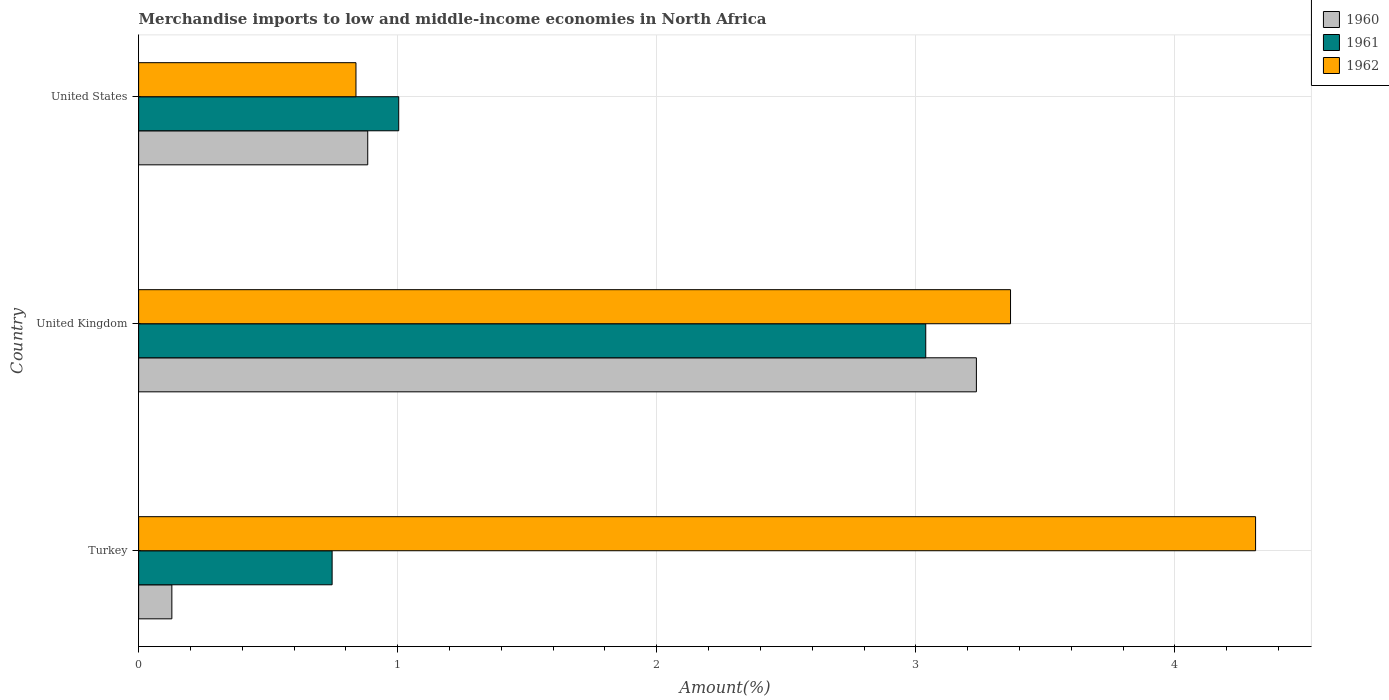 Merchandise imports to low and middle-income economies in North Africa
1960
1961
1962
United States
United Kingdom
Turkey
Country
0
1
2
3
4
Amount(%)